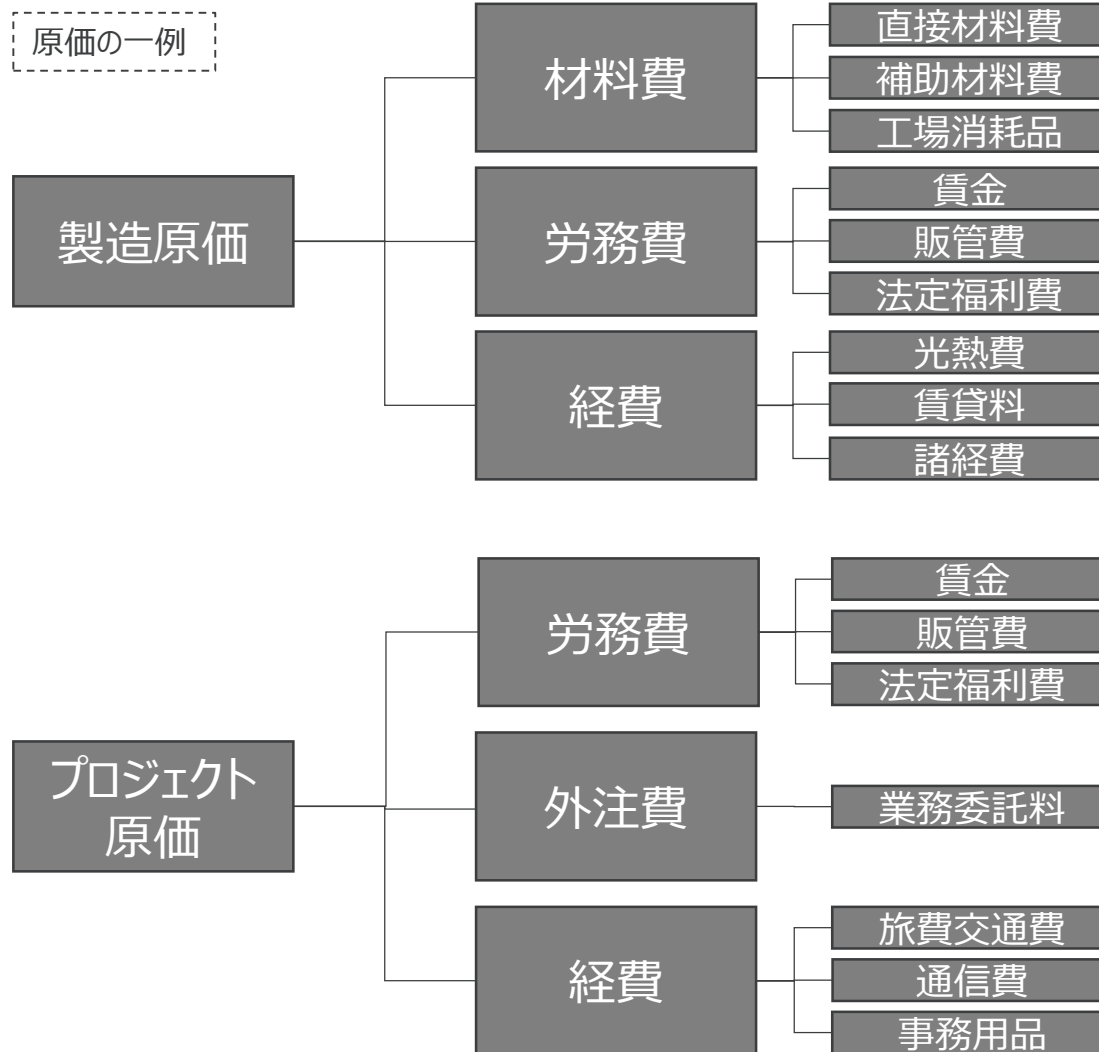 原価の一例
製造原価
材料費
直接材料費
補助材料費
工場消耗品
労務費
賃金
販管費
法定福利費
経費
光熱費
賃貸料
諸経費
プロジェクト
原価
労務費
賃金
販管費
法定福利費
外注費
業務委託料
経費
旅費交通費
通信費
事務用品